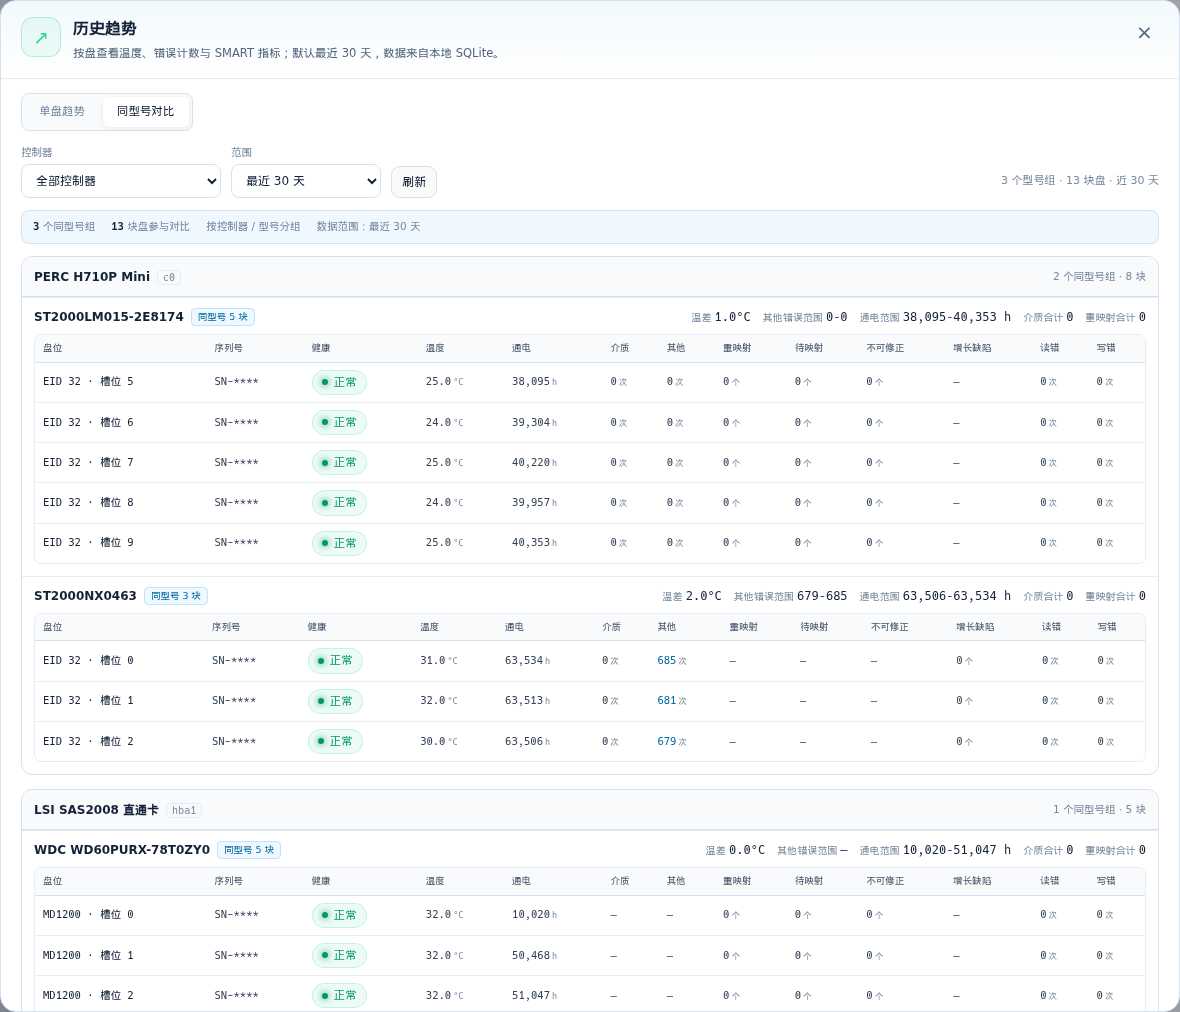 历史趋势
按盘查看温度、错误计数与 SMART 指标；默认最近 30 天，数据来自本地 SQLite。
单盘趋势 同型号对比
控制器 范围
全部控制器 最近 30 天 刷新 3 个型号组 · 13 块盘 · 近 30 天
3 个同型号组 13 块盘参与对比 按控制器 / 型号分组 数据范围：最近 30 天
PERC H710P Mini c0 2 个同型号组 · 8 块
ST2000LM015-2E8174 同型号 5 块 温差 1.0°C 其他错误范围 0-0 通电范围 38,095-40,353 h 介质合计 0 重映射合计 0
盘位 序列号 健康 温度 通电 介质 其他 重映射 待映射 不可修正 增长缺陷 读错 写错
EID 32 · 槽位 5 SN-**** 正常 25.0 °C 38,095 h 0 次 0 次 0 个 0 个 0 个 — 0 次 0 次
EID 32 · 槽位 6 SN-**** 正常 24.0 °C 39,304 h 0 次 0 次 0 个 0 个 0 个 — 0 次 0 次
EID 32 · 槽位 7 SN-**** 正常 25.0 °C 40,220 h 0 次 0 次 0 个 0 个 0 个 — 0 次 0 次
EID 32 · 槽位 8 SN-**** 正常 24.0 °C 39,957 h 0 次 0 次 0 个 0 个 0 个 — 0 次 0 次
EID 32 · 槽位 9 SN-**** 正常 25.0 °C 40,353 h 0 次 0 次 0 个 0 个 0 个 — 0 次 0 次
ST2000NX0463 同型号 3 块 温差 2.0°C 其他错误范围 679-685 通电范围 63,506-63,534 h 介质合计 0 重映射合计 0
盘位 序列号 健康 温度 通电 介质 其他 重映射 待映射 不可修正 增长缺陷 读错 写错
EID 32 · 槽位 0 SN-**** 正常 31.0 °C 63,534 h 0 次 685 次 — — — 0 个 0 次 0 次
EID 32 · 槽位 1 SN-**** 正常 32.0 °C 63,513 h 0 次 681 次 — — — 0 个 0 次 0 次
EID 32 · 槽位 2 SN-**** 正常 30.0 °C 63,506 h 0 次 679 次 — — — 0 个 0 次 0 次
LSI SAS2008 直通卡 hba1 1 个同型号组 · 5 块
WDC WD60PURX-78T0ZY0 同型号 5 块 温差 0.0°C 其他错误范围 — 通电范围 10,020-51,047 h 介质合计 0 重映射合计 0
盘位 序列号 健康 温度 通电 介质 其他 重映射 待映射 不可修正 增长缺陷 读错 写错
MD1200 · 槽位 0 SN-**** 正常 32.0 °C 10,020 h — — 0 个 0 个 0 个 — 0 次 0 次
MD1200 · 槽位 1 SN-**** 正常 32.0 °C 50,468 h — — 0 个 0 个 0 个 — 0 次 0 次
MD1200 · 槽位 2 SN-**** 正常 32.0 °C 51,047 h — — 0 个 0 个 0 个 — 0 次 0 次